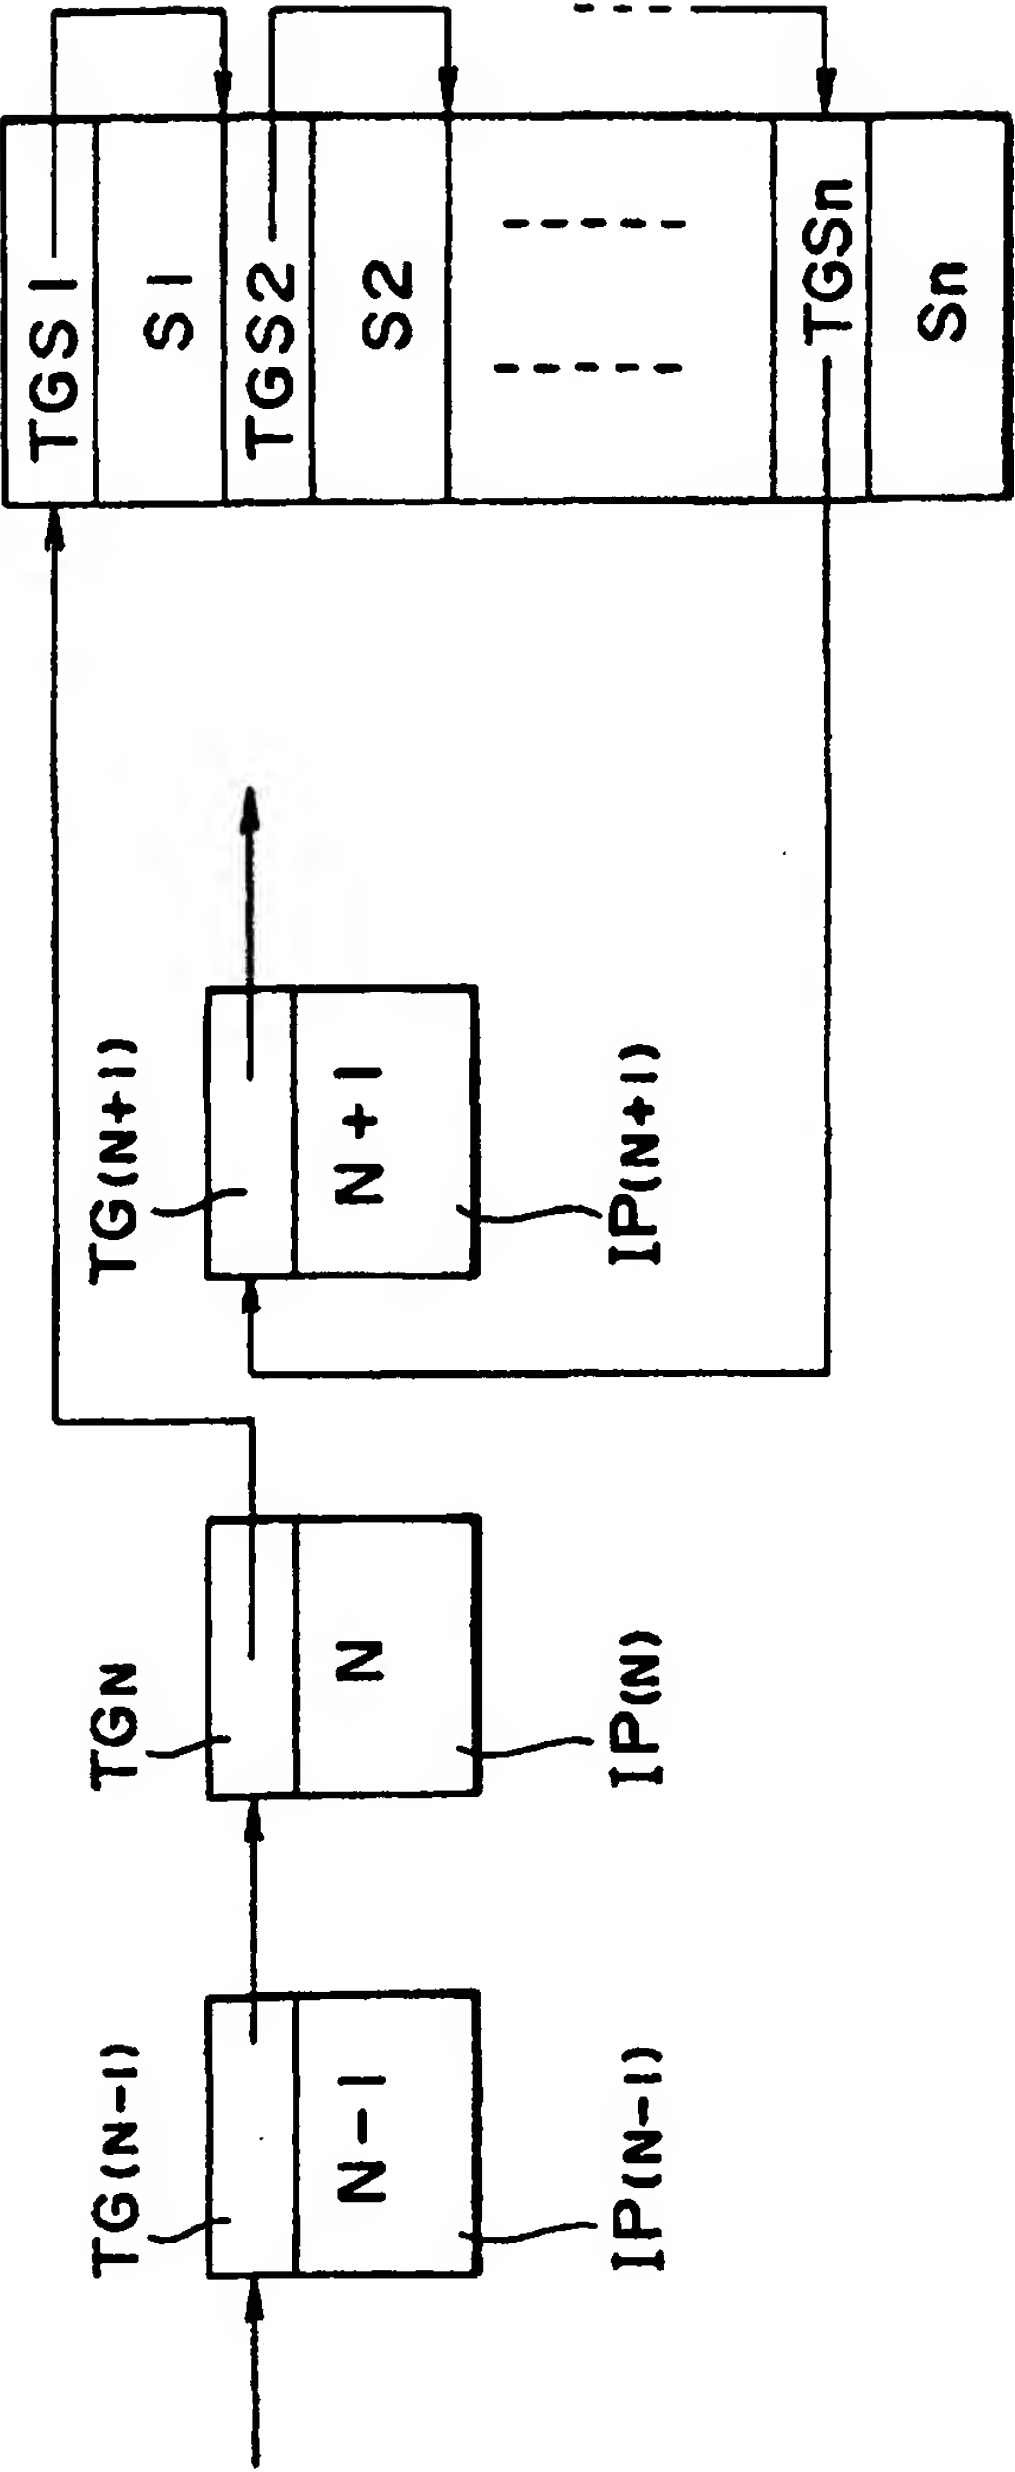 TG(N-1)
N-1
IP(N-1)
TGN
N
IP(N)
TG(N+1)
N+1
IP(N+1)
TGS1
S1
TGS2
S2
TGSn
Sn